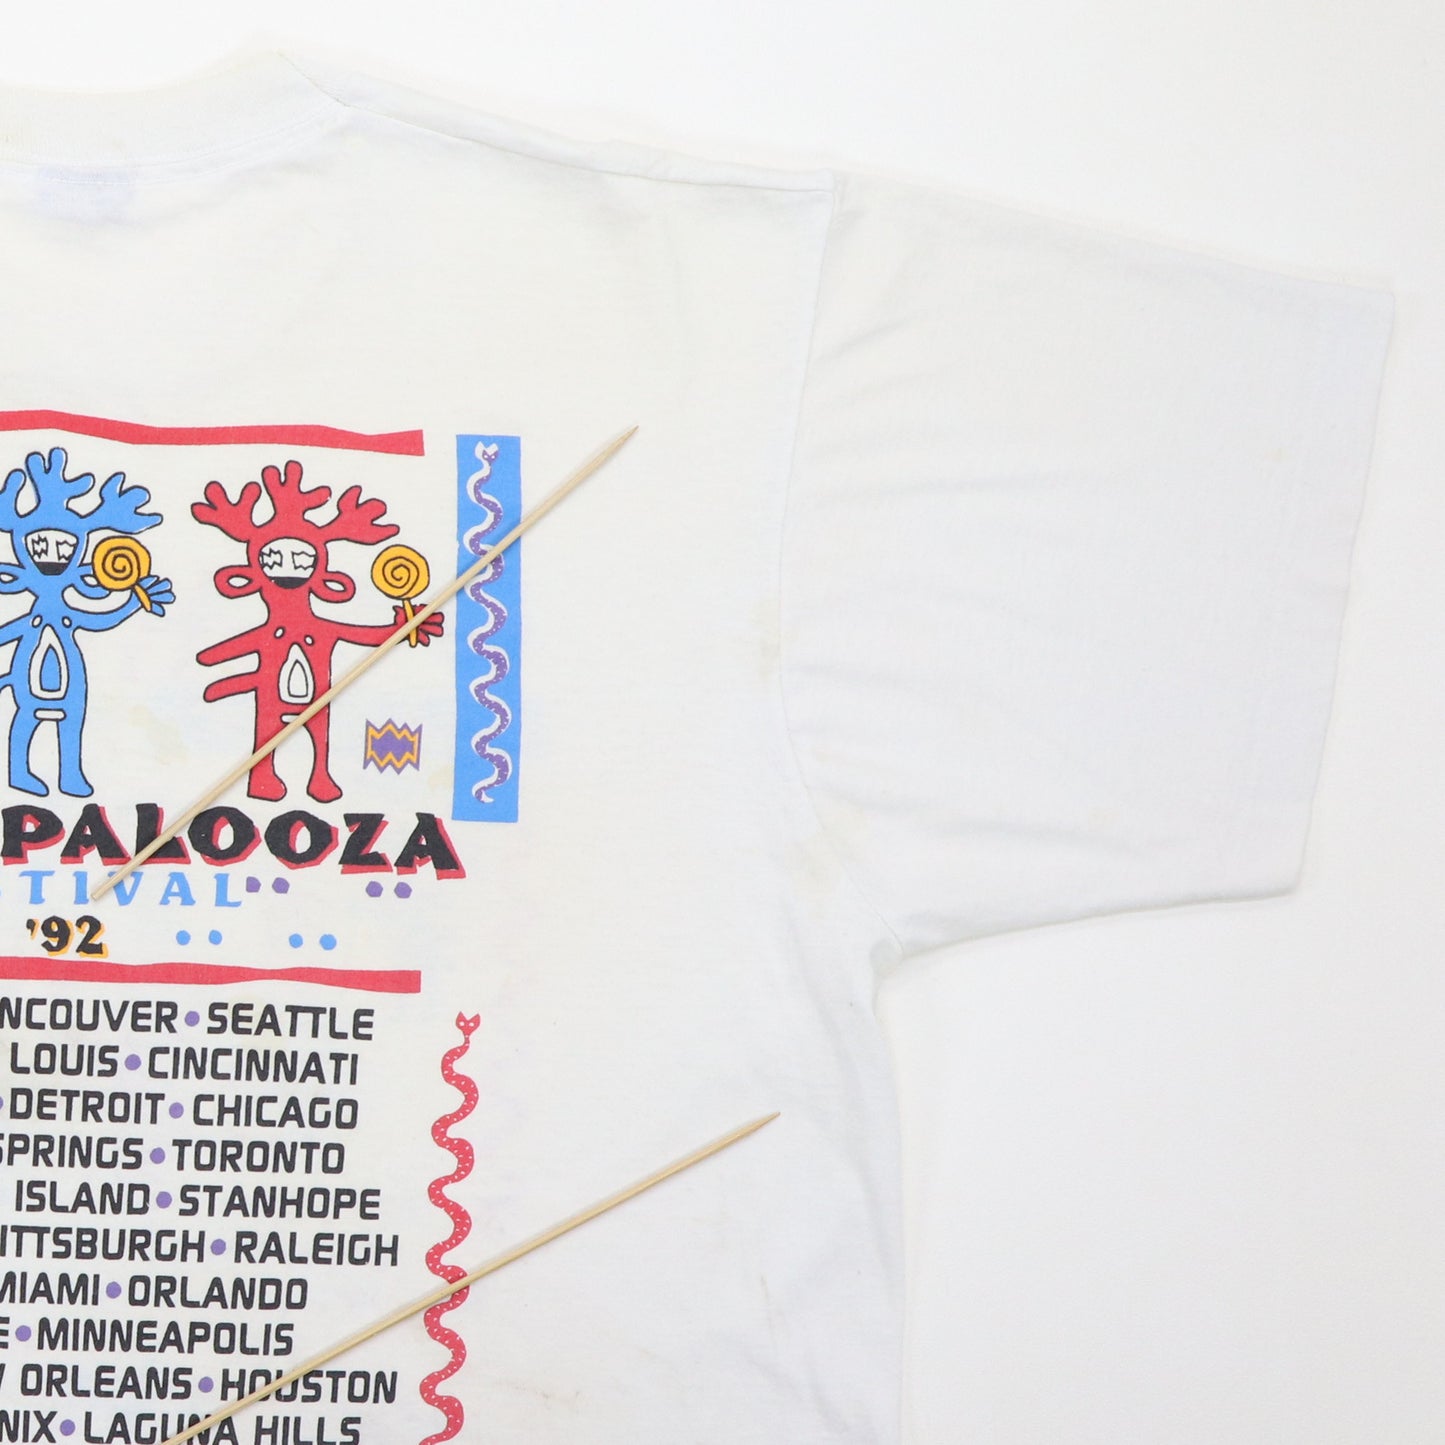 PALOOZA
TIVAL
'92
NCOUVER • SEATTLE
LOUIS • CINCINNATI
• DETROIT • CHICAGO
SPRINGS • TORONTO
ISLAND • STANHOPE
ITTSBURGH • RALEIGH
MIAMI • ORLANDO
E • MINNEAPOLIS
ORLEANS • HOUSTON
NIX • LAGUNA HILLS